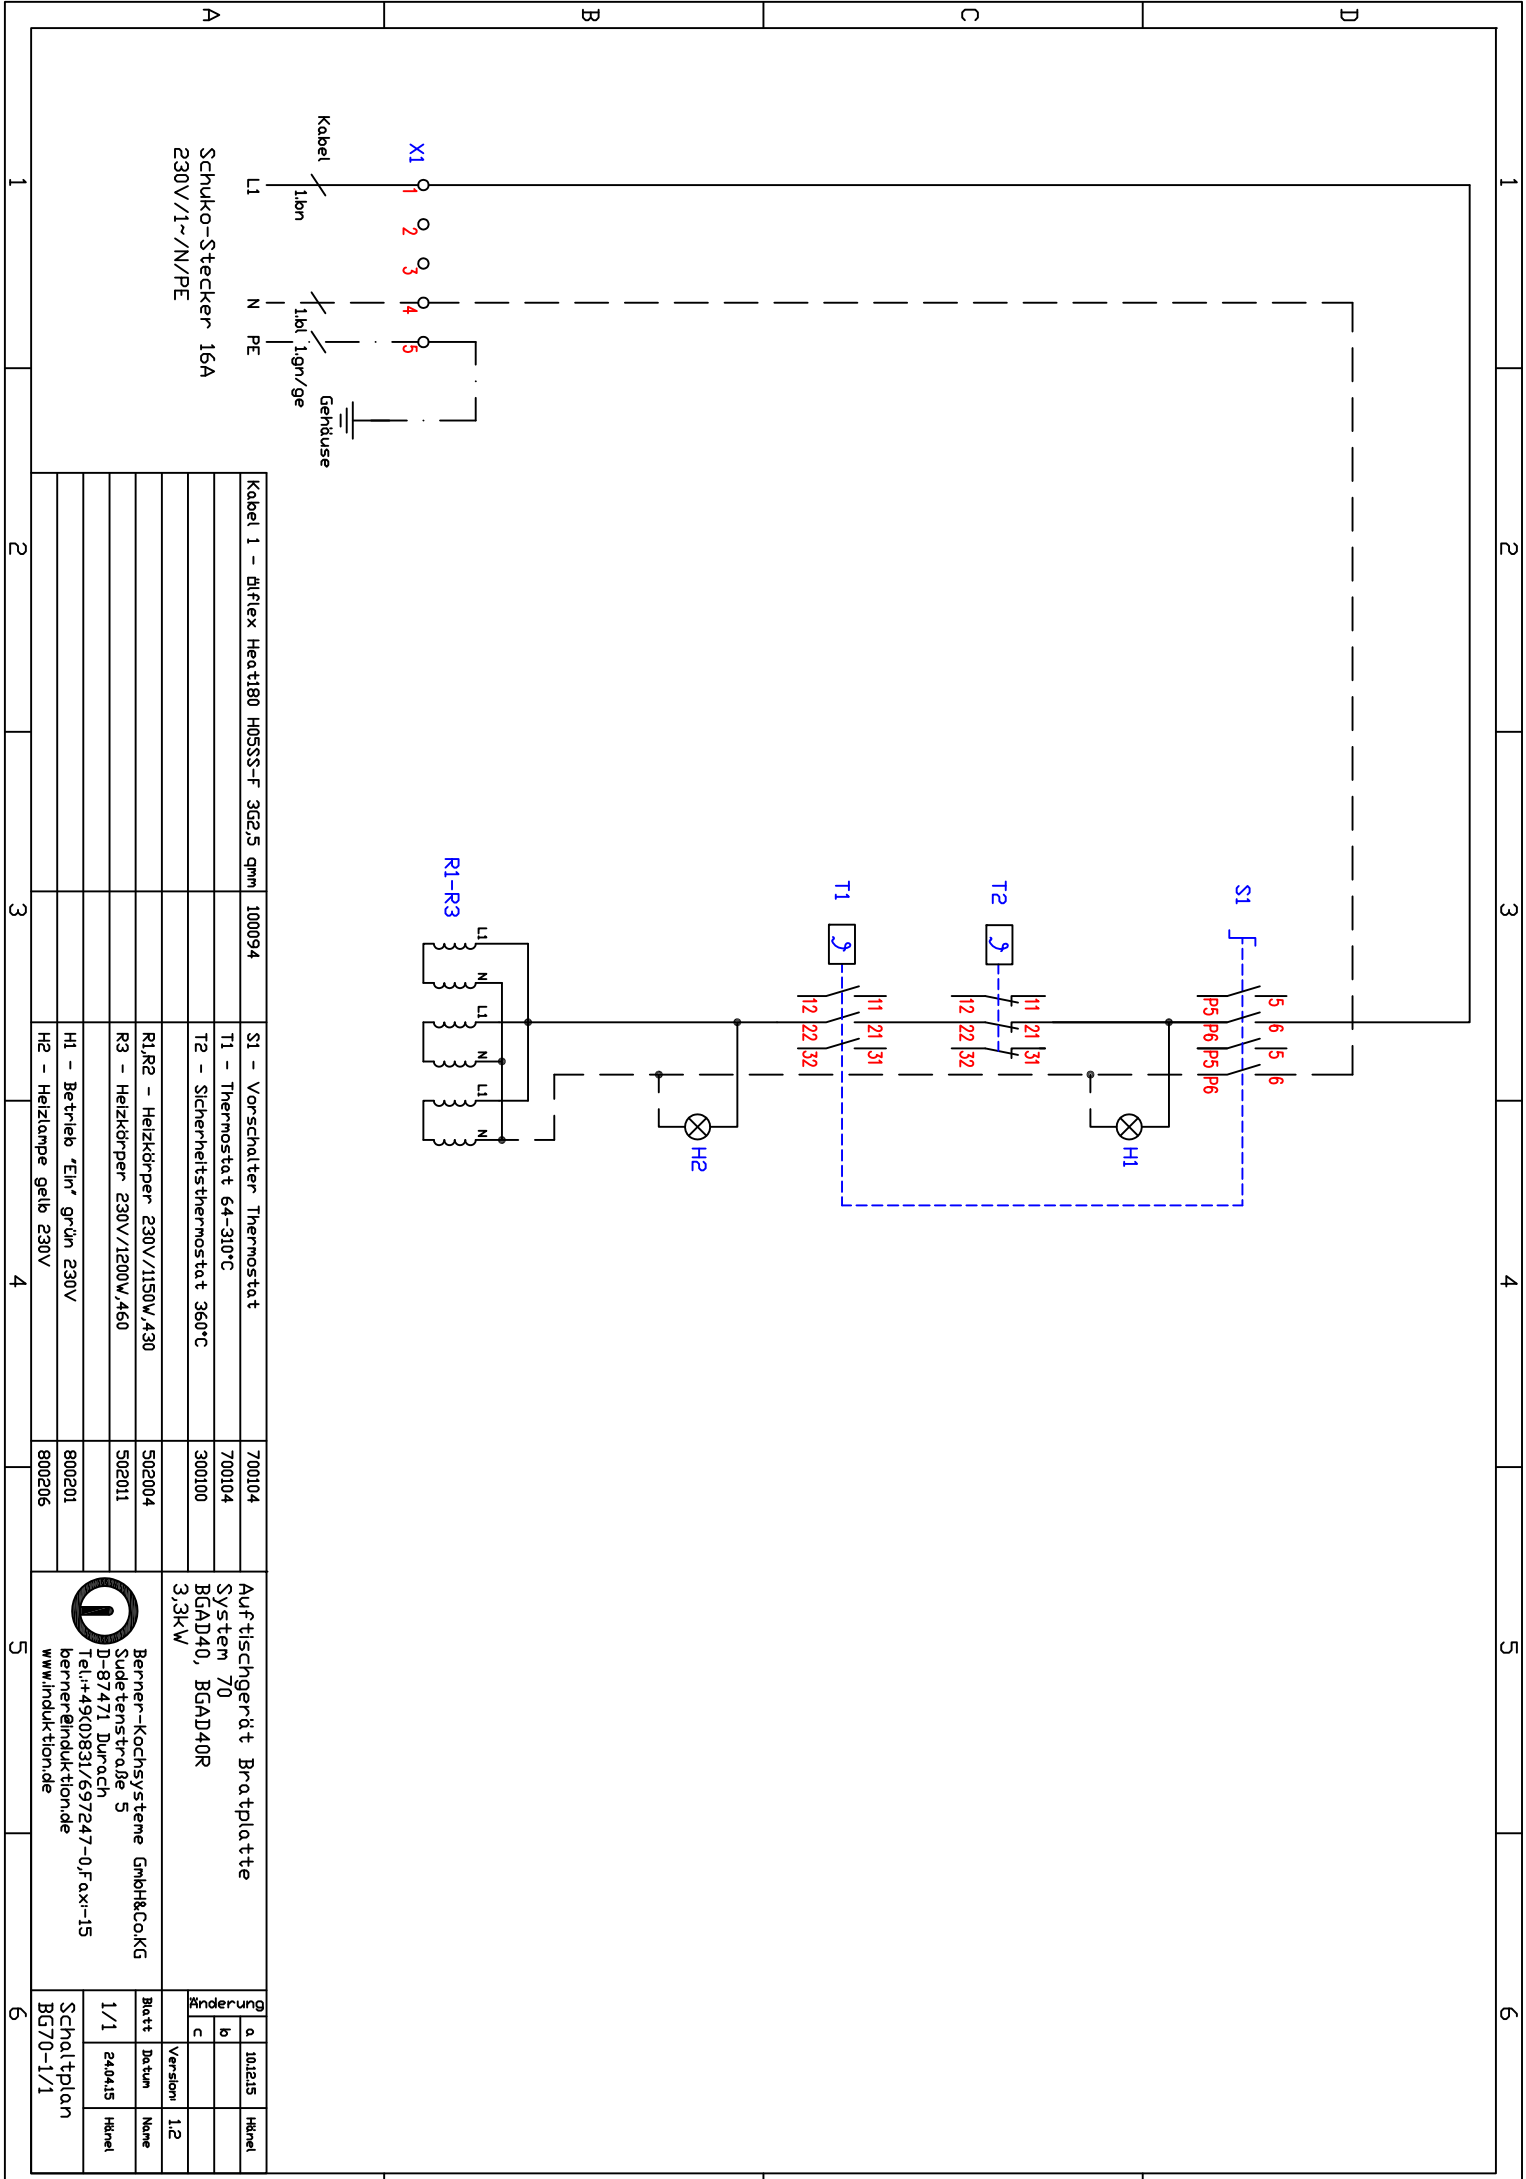 1 2 3 4 5 6
D
C
B
A
S1
5 6 5 6
P5 P6 P5 P6
H1
T2
11 21 31
12 22 32
T1
11 21 31
12 22 32
H2
R1-R3
L1 N L1 N L1 N
X1
1 2 3 4 5
Kabel
1.bn
1.bl
1.gn/ge
Gehäuse
L1 N PE
Schuko-Stecker 16A
230V/1~/N/PE
Kabel 1 - Ölflex Heat180 H05SS-F 3G2,5 qmm 100094
S1 - Vorschalter Thermostat 700104
T1 - Thermostat 64-310°C 700104
T2 - Sicherheitsthermostat 360°C 300100
R1,R2 - Heizkörper 230V/1150W,430 502004
R3 - Heizkörper 230V/1200W,460 502011
H1 - Betrieb "Ein" grün 230V 800201
H2 - Heizlampe gelb 230V 800206
Auftischgerät Bratplatte
System 70
BGAD40, BGAD40R
3,3kW
Berner-Kochsysteme GmbH&Co.KG
Sudetenstraße 5
D-87471 Durach
Tel.:+49(0)831/697247-0,Fax:-15
berner@induktion.de
www.induktion.de
Änderung
a 10.12.15 Hänel
b
c
Version: 1.2
Blatt Datum Name
1/1 24.04.15 Hänel
Schaltplan
BG70-1/1
1 2 3 4 5 6